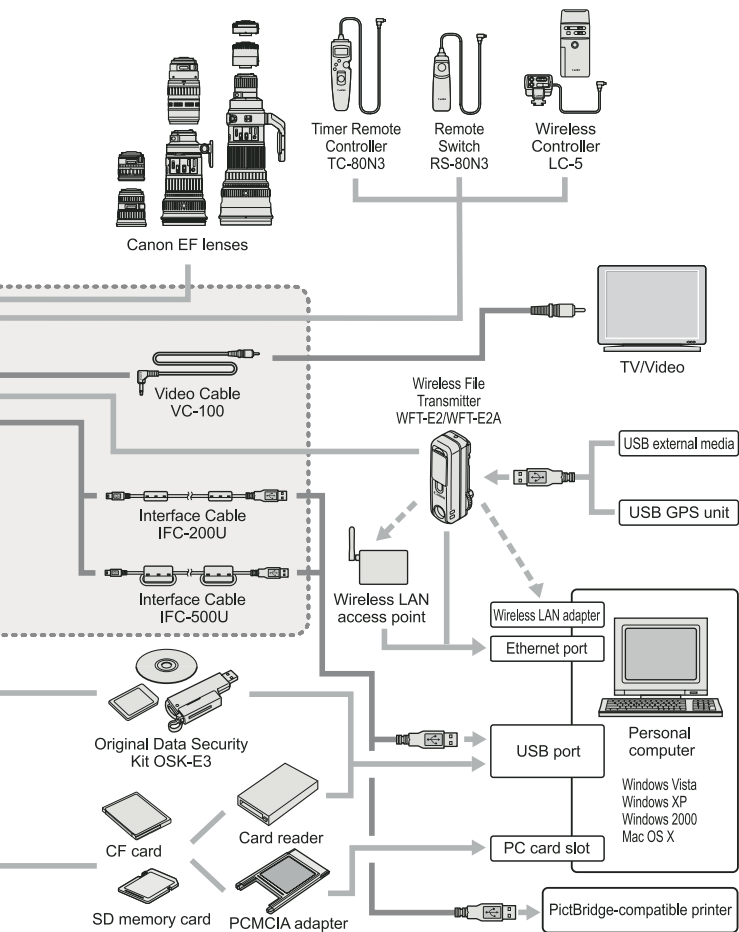 Timer Remote
Controller
TC-80N3
Remote
Switch
RS-80N3
Wireless
Controller
LC-5
Canon EF lenses
Video Cable
VC-100
TV/Video
Wireless File
Transmitter
WFT-E2/WFT-E2A
USB external media
USB GPS unit
Interface Cable
IFC-200U
Interface Cable
IFC-500U
Wireless LAN
access point
Wireless LAN adapter
Ethernet port
Original Data Security
Kit OSK-E3
USB port
Personal
computer
Windows Vista
Windows XP
Windows 2000
Mac OS X
CF card
Card reader
PC card slot
SD memory card
PCMCIA adapter
PictBridge-compatible printer